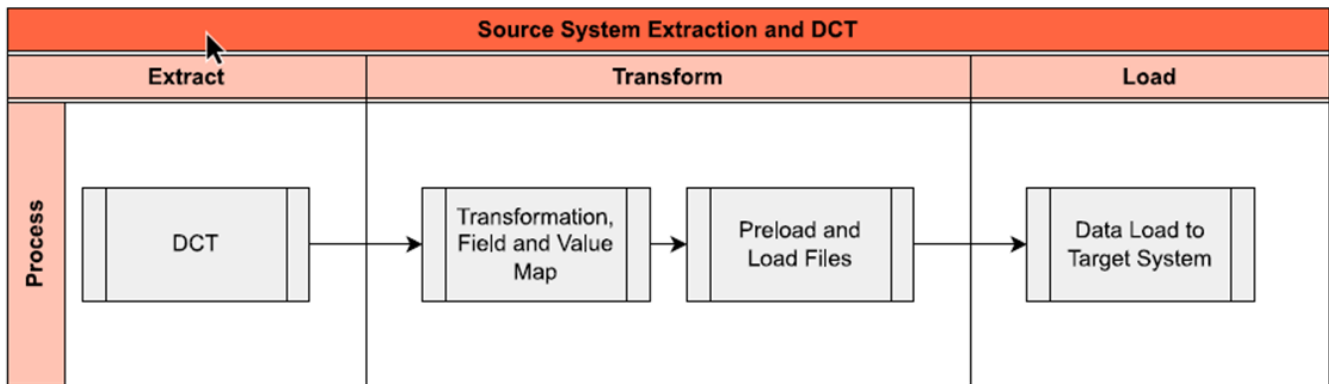 Source System Extraction and DCT
Extract
Transform
Load
Process
DCT
Transformation,
Field and Value
Map
Preload and
Load Files
Data Load to
Target System